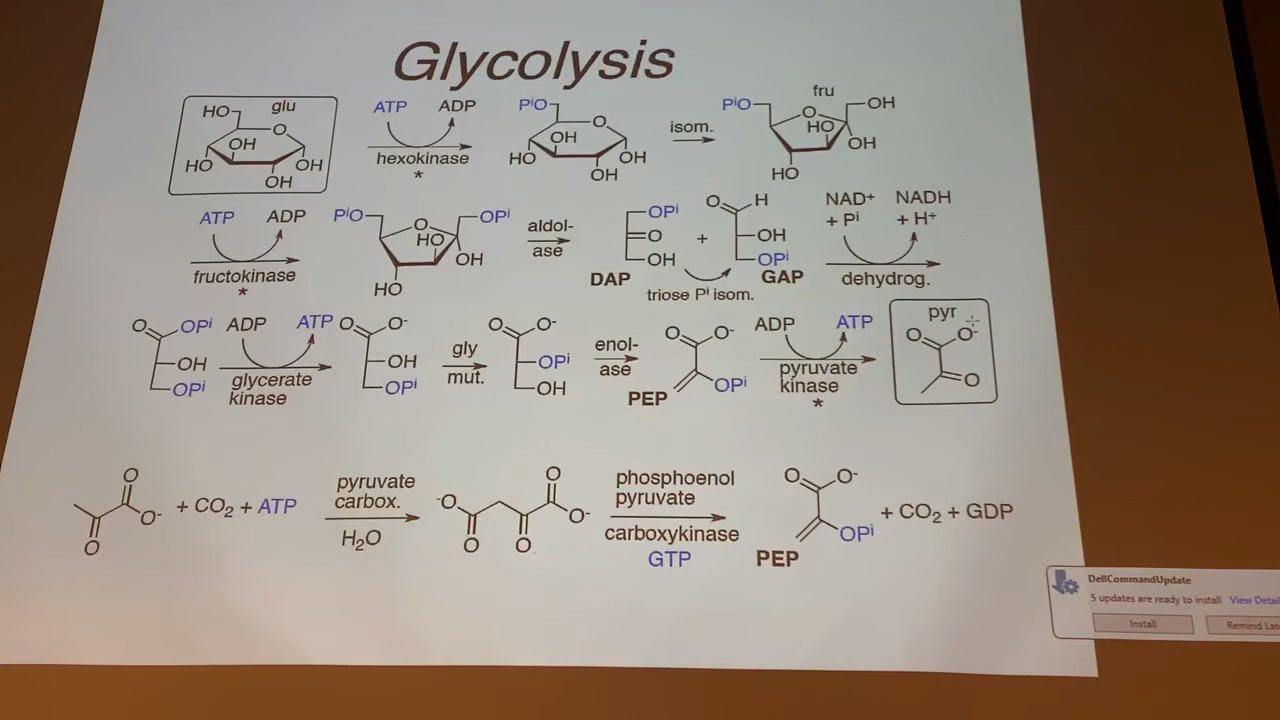 Glycolysis
HO glu O OH HO OH OH
ATP ADP
hexokinase
*
PiO O OH HO OH OH
isom.
fru
PiO O OH HO OH HO
ATP ADP
fructokinase
*
PiO O OPi HO OH HO
aldol-
ase
OPi O OH
DAP
+
O H OH OPi
GAP
triose Pi isom.
NAD+ NADH
+ Pi + H+
dehydrog.
O OPi OH OPi
ADP ATP
glycerate
kinase
O O- OH OPi
gly
mut.
O O- OPi OH
enol-
ase
O O- OPi
PEP
ADP ATP
pyruvate
kinase
*
pyr
O O- O
O O- O
+ CO2 + ATP
pyruvate
carbox.
H2O
-O O O O O-
phosphoenol
pyruvate
carboxykinase
GTP
O O- OPi
PEP
+ CO2 + GDP
DellCommandUpdate
5 updates are ready to install View Detai
Install Remind Lat